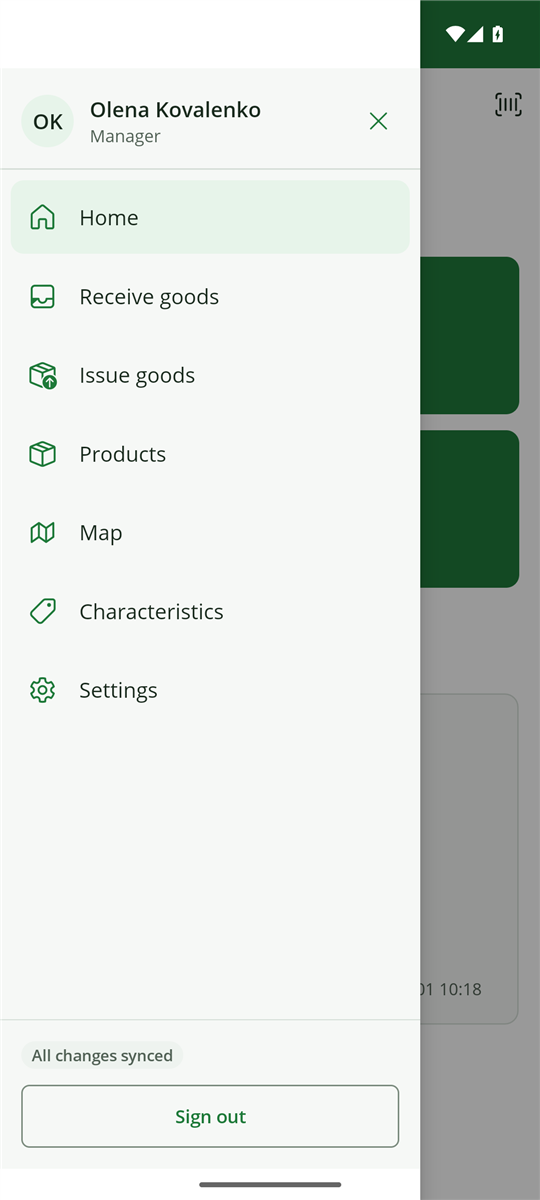 OK
Olena Kovalenko
Manager
Home
Receive goods
Issue goods
Products
Map
Characteristics
Settings
01 10:18
All changes synced
Sign out